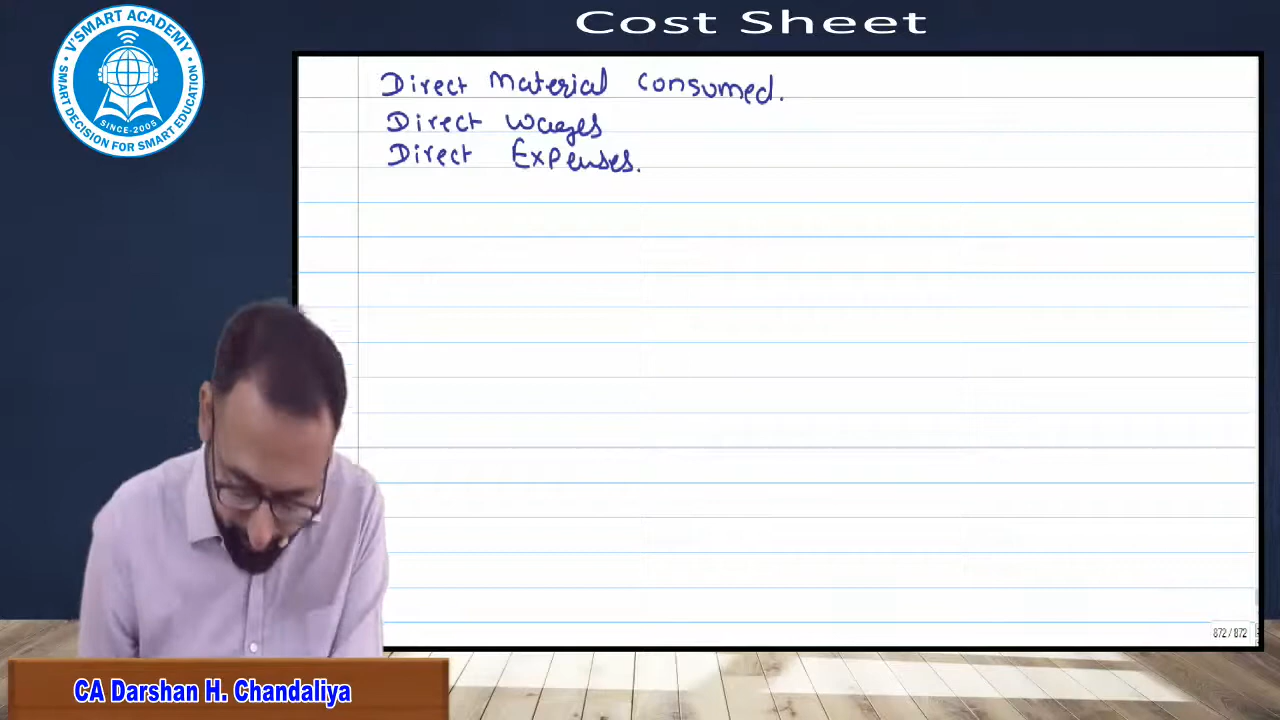 Cost Sheet
V'SMART ACADEMY
SMART DECISION FOR SMART EDUCATION
SINCE-2005
Direct Material Consumed.
Direct Wages
Direct Expenses.
872 / 872
CA Darshan H. Chandaliya